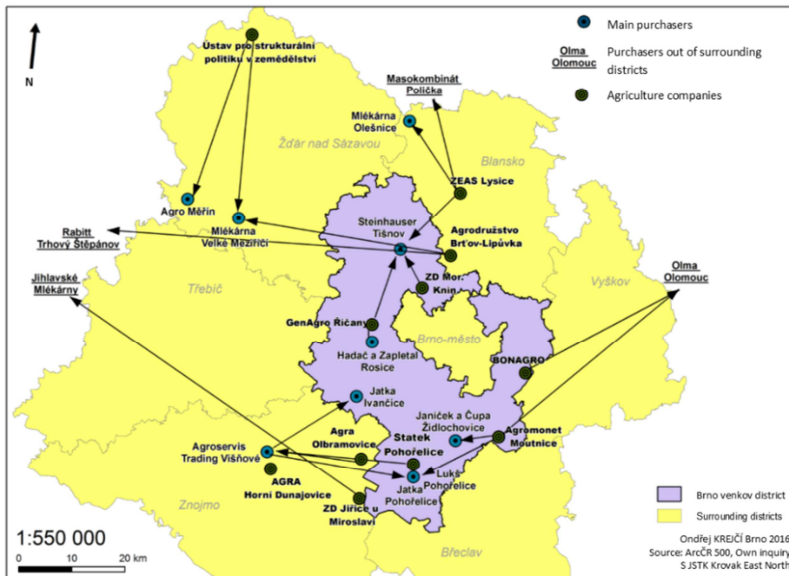 Main purchasers
Olma
Olomouc
Purchasers out of surrounding
districts
Agriculture companies
N
Ústav pro strukturální
politiku v zemědělství
Masokombinát
Polička
Mlékárna
Olešnice
Žďár nad Sázavou
Blansko
ZEAS Lysice
Agro Měřín
Steinhauser
Tišnov
Agrodružstvo
Brťov-Lipůvka
Rabitt
Trhový Štěpánov
Mlékárna
Velké Meziříčí
Vyškov
Olma
Olomouc
Jihlavské
Mlékárny
ZD Mor.
Knin.
Třebíč
GenAgro Říčany
Brno-město
Hadač a Zapletal
Rosice
BONAGRO
Jatka
Ivančice
Janíček a Čupa
Židlochovice
Agromonet
Moutnice
Agra
Olbramovice
Statek
Pohořelice
Agroservis
Trading Višňové
Lukš
Pohořelice
AGRA
Horní Dunajovice
Jatka
Pohořelice
ZD Jiřice u
Miroslavi
Znojmo
Břeclav
1:550 000
0 10 20 km
Brno venkov district
Surrounding districts
Ondřej KREJČÍ Brno 2016
Source: ArcČR 500, Own inquiry
S JSTK Krovak East North